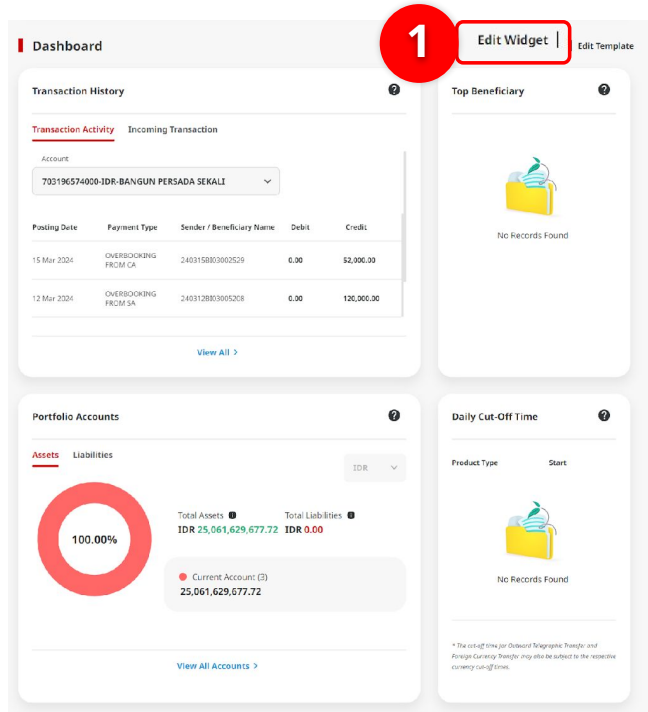 1
Edit Widget |
Edit Template
Dashboard
Transaction History
Transaction Activity Incoming Transaction
Account
703196574000-IDR-BANGUN PERSADA SEKALI
Posting Date Payment Type Sender / Beneficiary Name Debit Credit
15 Mar 2024 OVERBOOKING FROM CA 240315BI03002529 0.00 52,000.00
12 Mar 2024 OVERBOOKING FROM SA 240312BI03005208 0.00 120,000.00
View All >
Top Beneficiary
No Records Found
Portfolio Accounts
Assets Liabilities
IDR
100.00%
Total Assets Total Liabilities
IDR 25,061,629,677.72 IDR 0.00
Current Account (3)
25,061,629,677.72
View All Accounts >
Daily Cut-Off Time
Product Type Start
No Records Found
* The cut-off time for Outward Telegraphic Transfer and
Foreign Currency Transfer may also be subject to the respective
currency cut-off times.